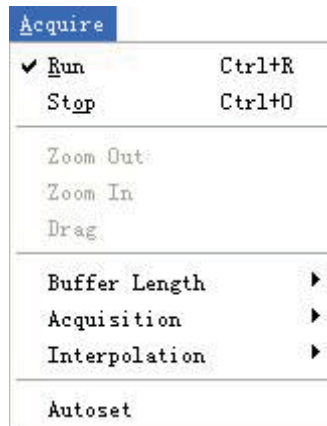 Acquire
Run Ctrl+R
Stop Ctrl+O
Zoom Out
Zoom In
Drag
Buffer Length
Acquisition
Interpolation
Autoset